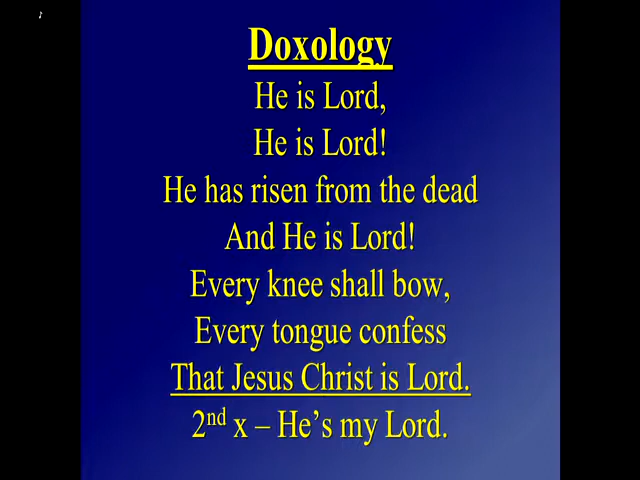 Doxology
He is Lord,
He is Lord!
He has risen from the dead
And He is Lord!
Every knee shall bow,
Every tongue confess
That Jesus Christ is Lord.
2nd x – He’s my Lord.